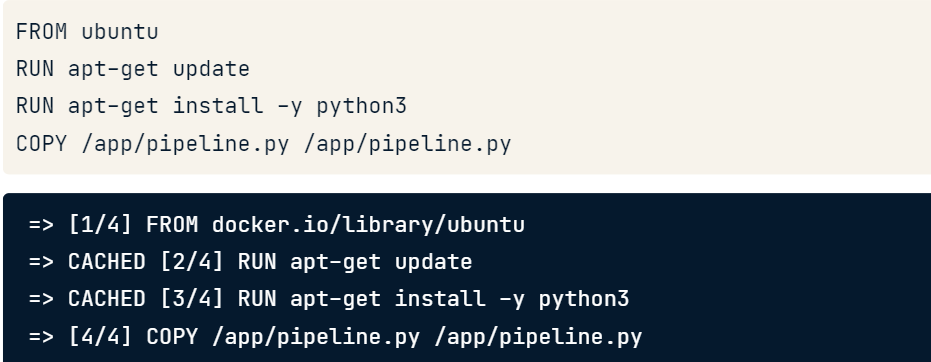 FROM ubuntu
RUN apt-get update
RUN apt-get install -y python3
COPY /app/pipeline.py /app/pipeline.py
=> [1/4] FROM docker.io/library/ubuntu
=> CACHED [2/4] RUN apt-get update
=> CACHED [3/4] RUN apt-get install -y python3
=> [4/4] COPY /app/pipeline.py /app/pipeline.py